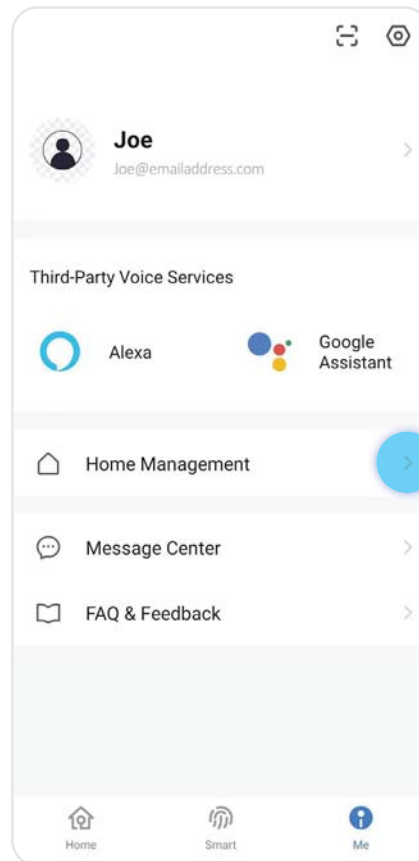 Joe
Joe@emailaddress.com
Third-Party Voice Services
Alexa
Google
Assistant
Home Management
Message Center
FAQ & Feedback
Home
Smart
Me